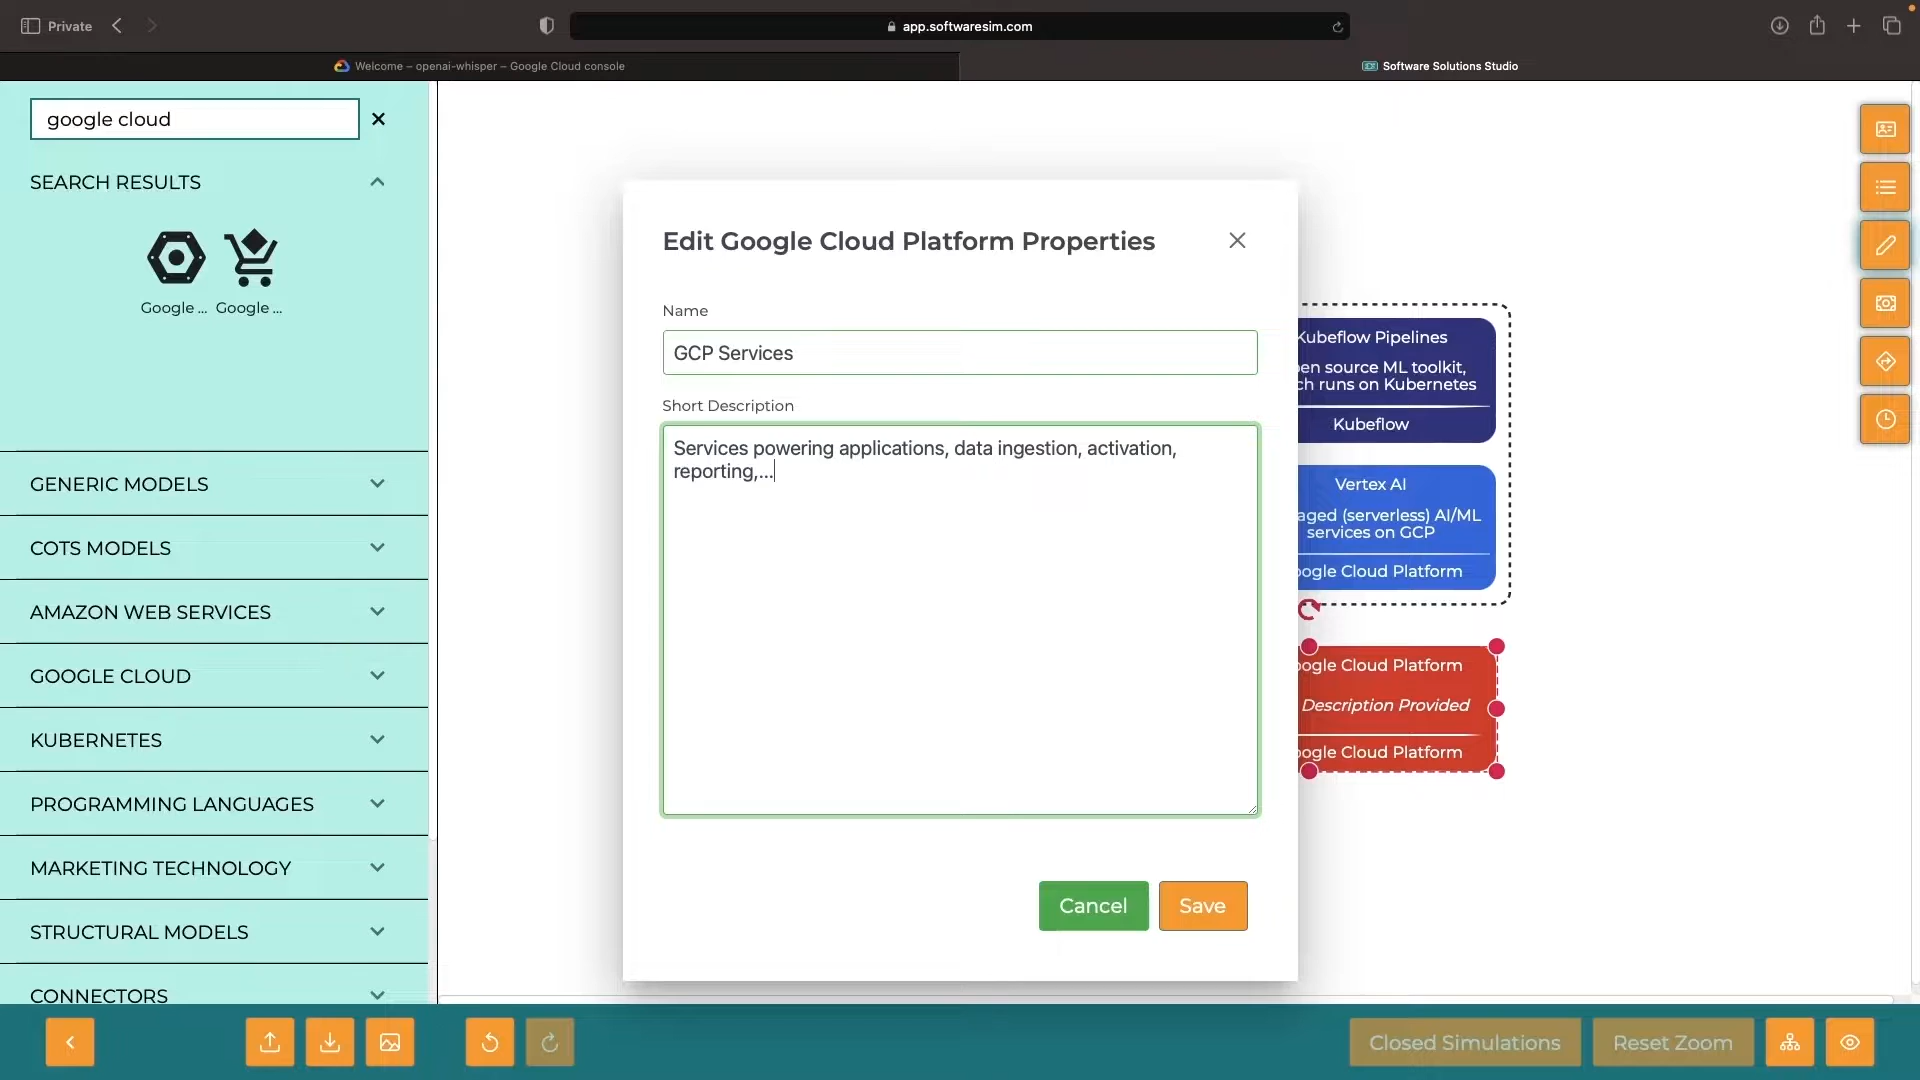 Private
app.softwaresim.com
Welcome – openai-whisper – Google Cloud console
Software Solutions Studio
google cloud
SEARCH RESULTS
Google ...
Google ...
GENERIC MODELS
COTS MODELS
AMAZON WEB SERVICES
GOOGLE CLOUD
KUBERNETES
PROGRAMMING LANGUAGES
MARKETING TECHNOLOGY
STRUCTURAL MODELS
CONNECTORS
Edit Google Cloud Platform Properties
Name
GCP Services
Short Description
Services powering applications, data ingestion, activation,
reporting,...
Cancel
Save
Kubeflow Pipelines
en source ML toolkit,
ch runs on Kubernetes
Kubeflow
Vertex AI
aged (serverless) AI/ML
services on GCP
oogle Cloud Platform
oogle Cloud Platform
Description Provided
oogle Cloud Platform
Closed Simulations
Reset Zoom